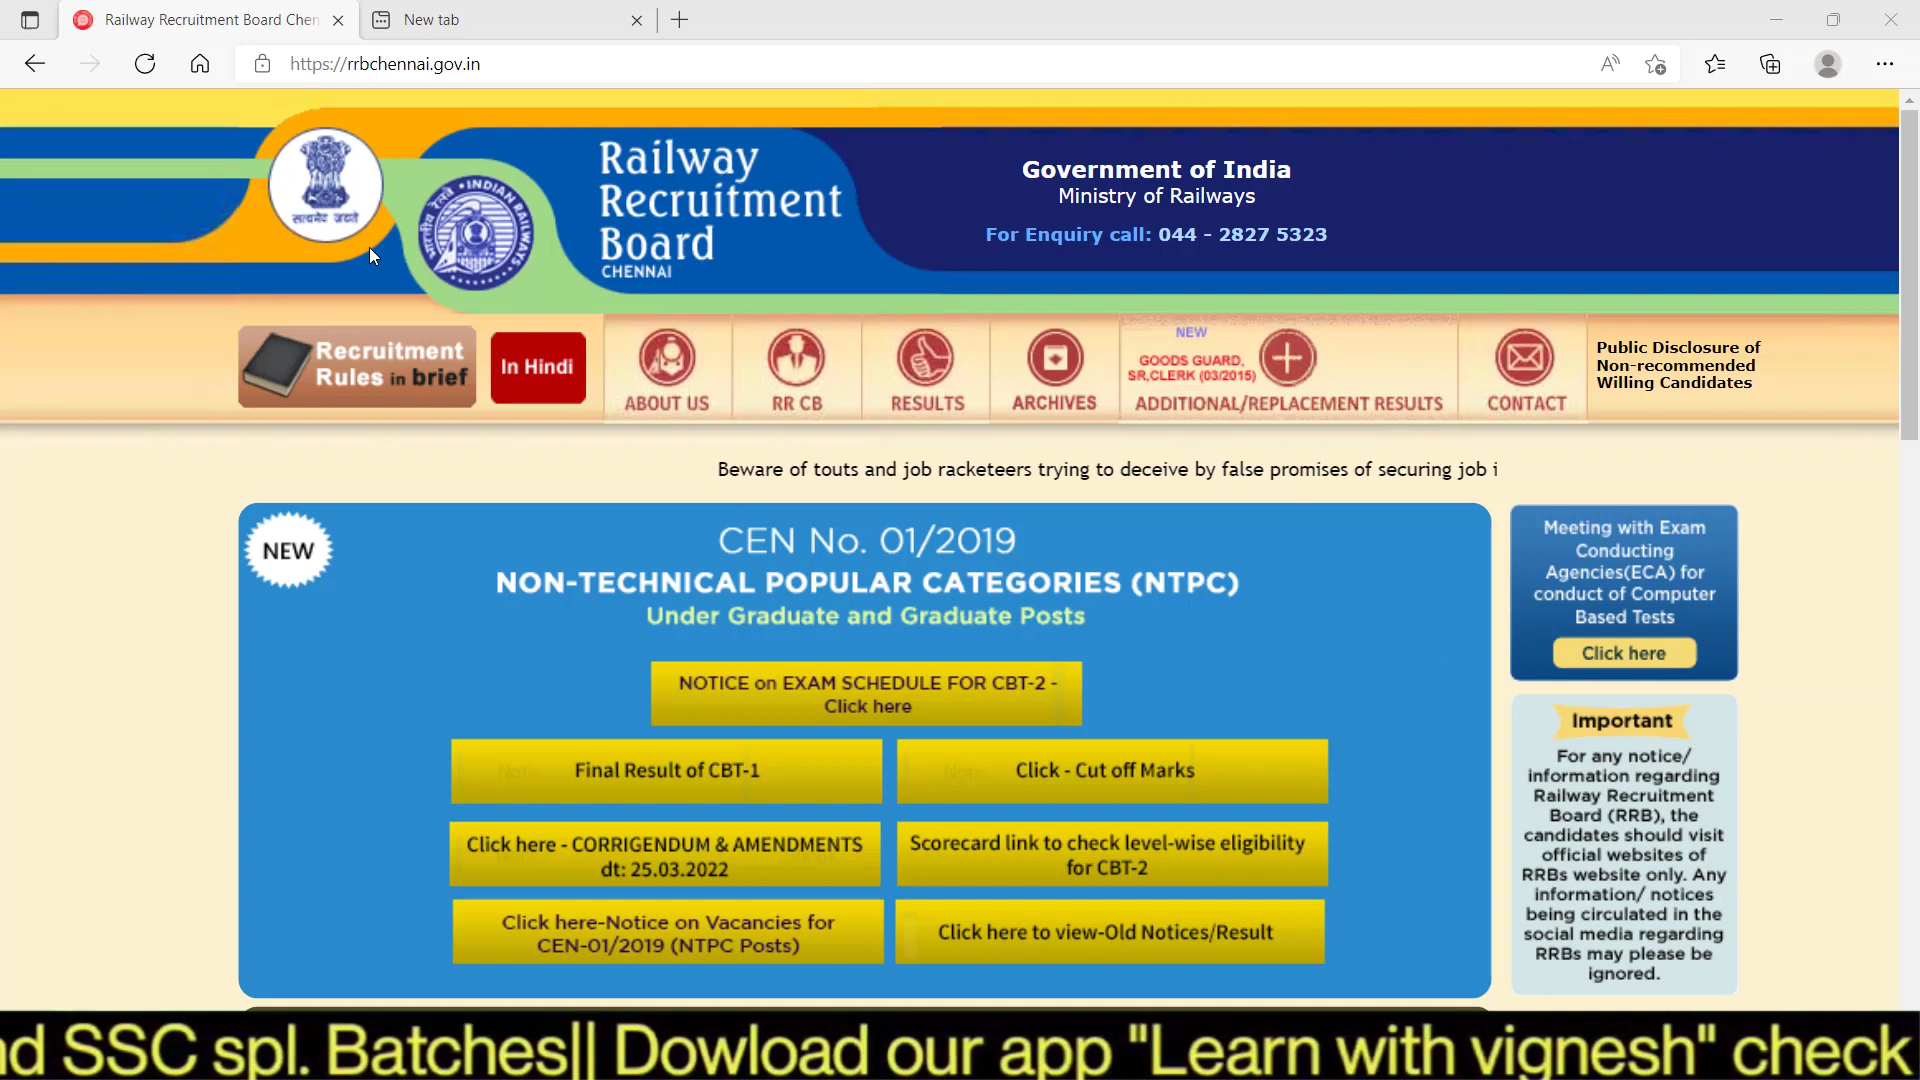 Railway Recruitment Board Chen
New tab
https://rrbchennai.gov.in
सत्यमेव जयते
INDIAN RAILWAYS
भारतीय रेलवे
Railway
Recruitment
Board
CHENNAI
Government of India
Ministry of Railways
For Enquiry call: 044 - 2827 5323
Recruitment
Rules in brief
In Hindi
ABOUT US
RR CB
RESULTS
ARCHIVES
NEW
GOODS GUARD,
SR,CLERK (03/2015)
ADDITIONAL/REPLACEMENT RESULTS
CONTACT
Public Disclosure of
Non-recommended
Willing Candidates
Beware of touts and job racketeers trying to deceive by false promises of securing job i
NEW
CEN No. 01/2019
NON-TECHNICAL POPULAR CATEGORIES (NTPC)
Under Graduate and Graduate Posts
NOTICE on EXAM SCHEDULE FOR CBT-2 -
Click here
Final Result of CBT-1
Click - Cut off Marks
Click here - CORRIGENDUM & AMENDMENTS
dt: 25.03.2022
Scorecard link to check level-wise eligibility
for CBT-2
Click here-Notice on Vacancies for
CEN-01/2019 (NTPC Posts)
Click here to view-Old Notices/Result
Meeting with Exam
Conducting
Agencies(ECA) for
conduct of Computer
Based Tests
Click here
Important
For any notice/
information regarding
Railway Recruitment
Board (RRB), the
candidates should visit
official websites of
RRBs website only. Any
information/ notices
being circulated in the
social media regarding
RRBs may please be
ignored.
nd SSC spl. Batches|| Dowload our app "Learn with vignesh" check